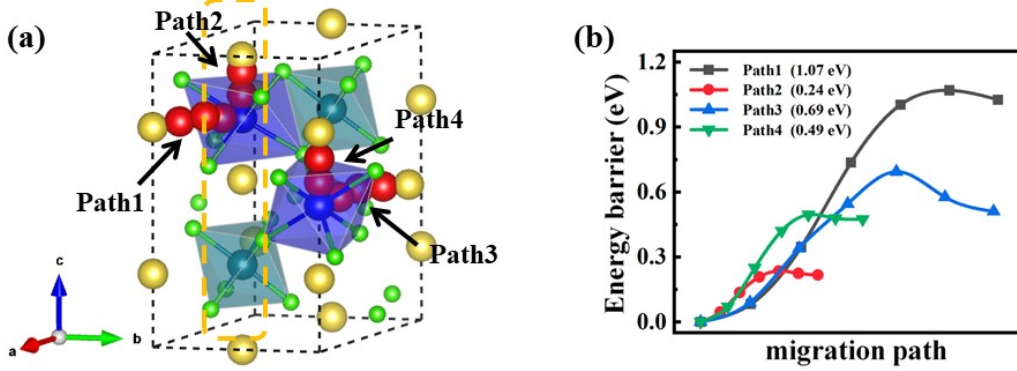 (a)
Path2
Path4
Path1
Path3
c
a
b
(b)
Energy barrier (eV)
1.2
0.9
0.6
0.3
0.0
Path1 (1.07 eV)
Path2 (0.24 eV)
Path3 (0.69 eV)
Path4 (0.49 eV)
migration path